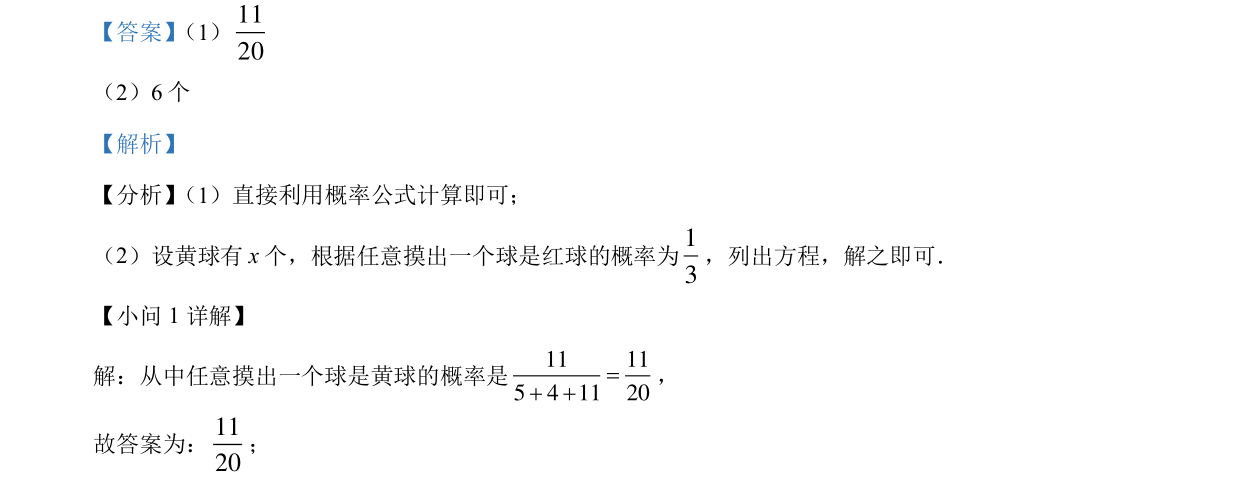 【答案】（1）11/20
（2）6 个
【解析】
【分析】（1）直接利用概率公式计算即可；
（2）设黄球有 x 个，根据任意摸出一个球是红球的概率为 1/3，列出方程，解之即可．
【小问 1 详解】
解：从中任意摸出一个球是黄球的概率是 11/(5+4+11) = 11/20，
故答案为：11/20；